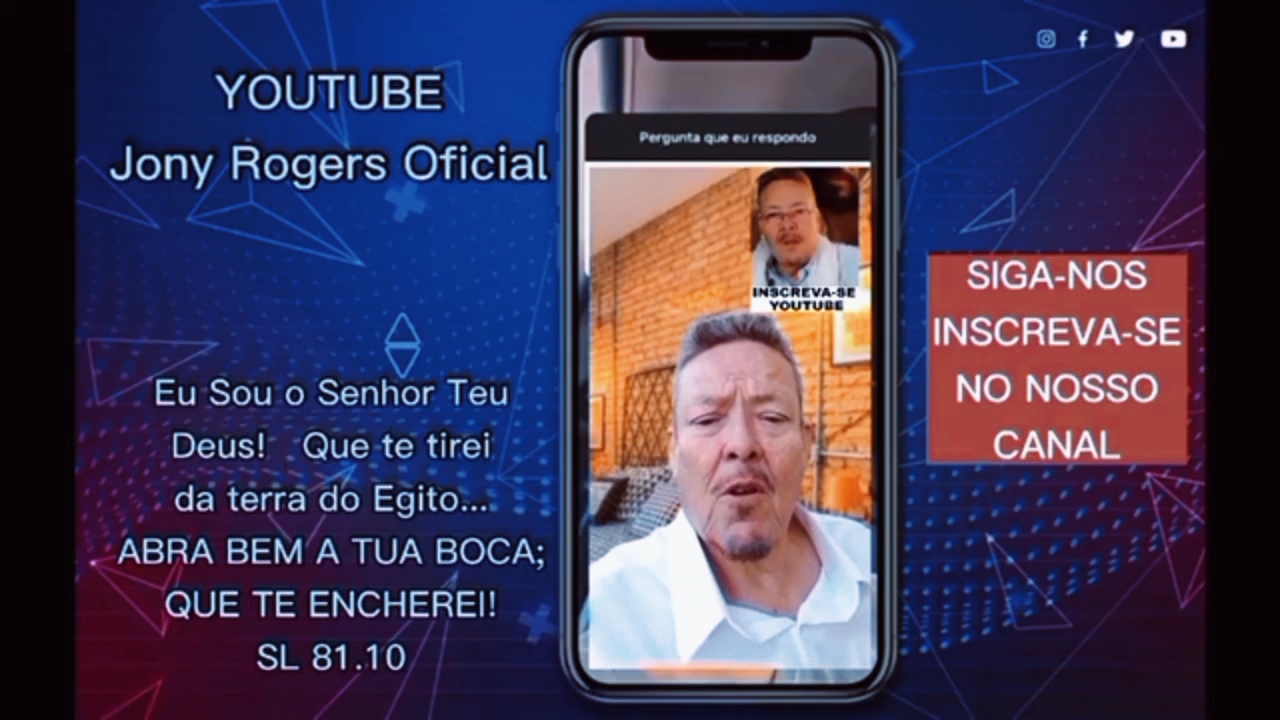 YOUTUBE
Jony Rogers Oficial
Eu Sou o Senhor Teu
Deus! Que te tirei
da terra do Egito...
ABRA BEM A TUA BOCA;
QUE TE ENCHEREI!
SL 81.10
Pergunta que eu respondo
INSCREVA-SE
YOUTUBE
SIGA-NOS
INSCREVA-SE
NO NOSSO
CANAL